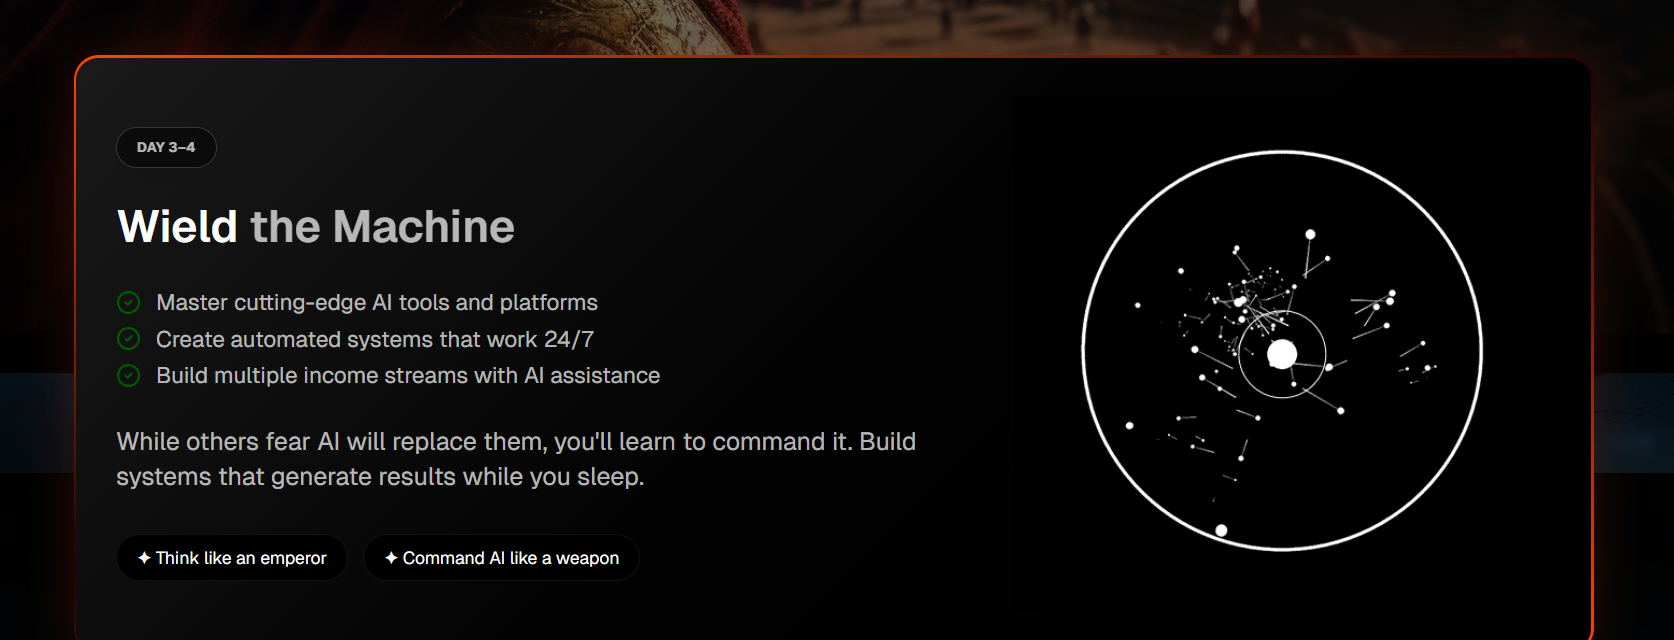 DAY 3–4
Wield the Machine
Master cutting-edge AI tools and platforms
Create automated systems that work 24/7
Build multiple income streams with AI assistance
While others fear AI will replace them, you'll learn to command it. Build
systems that generate results while you sleep.
✦ Think like an emperor
✦ Command AI like a weapon